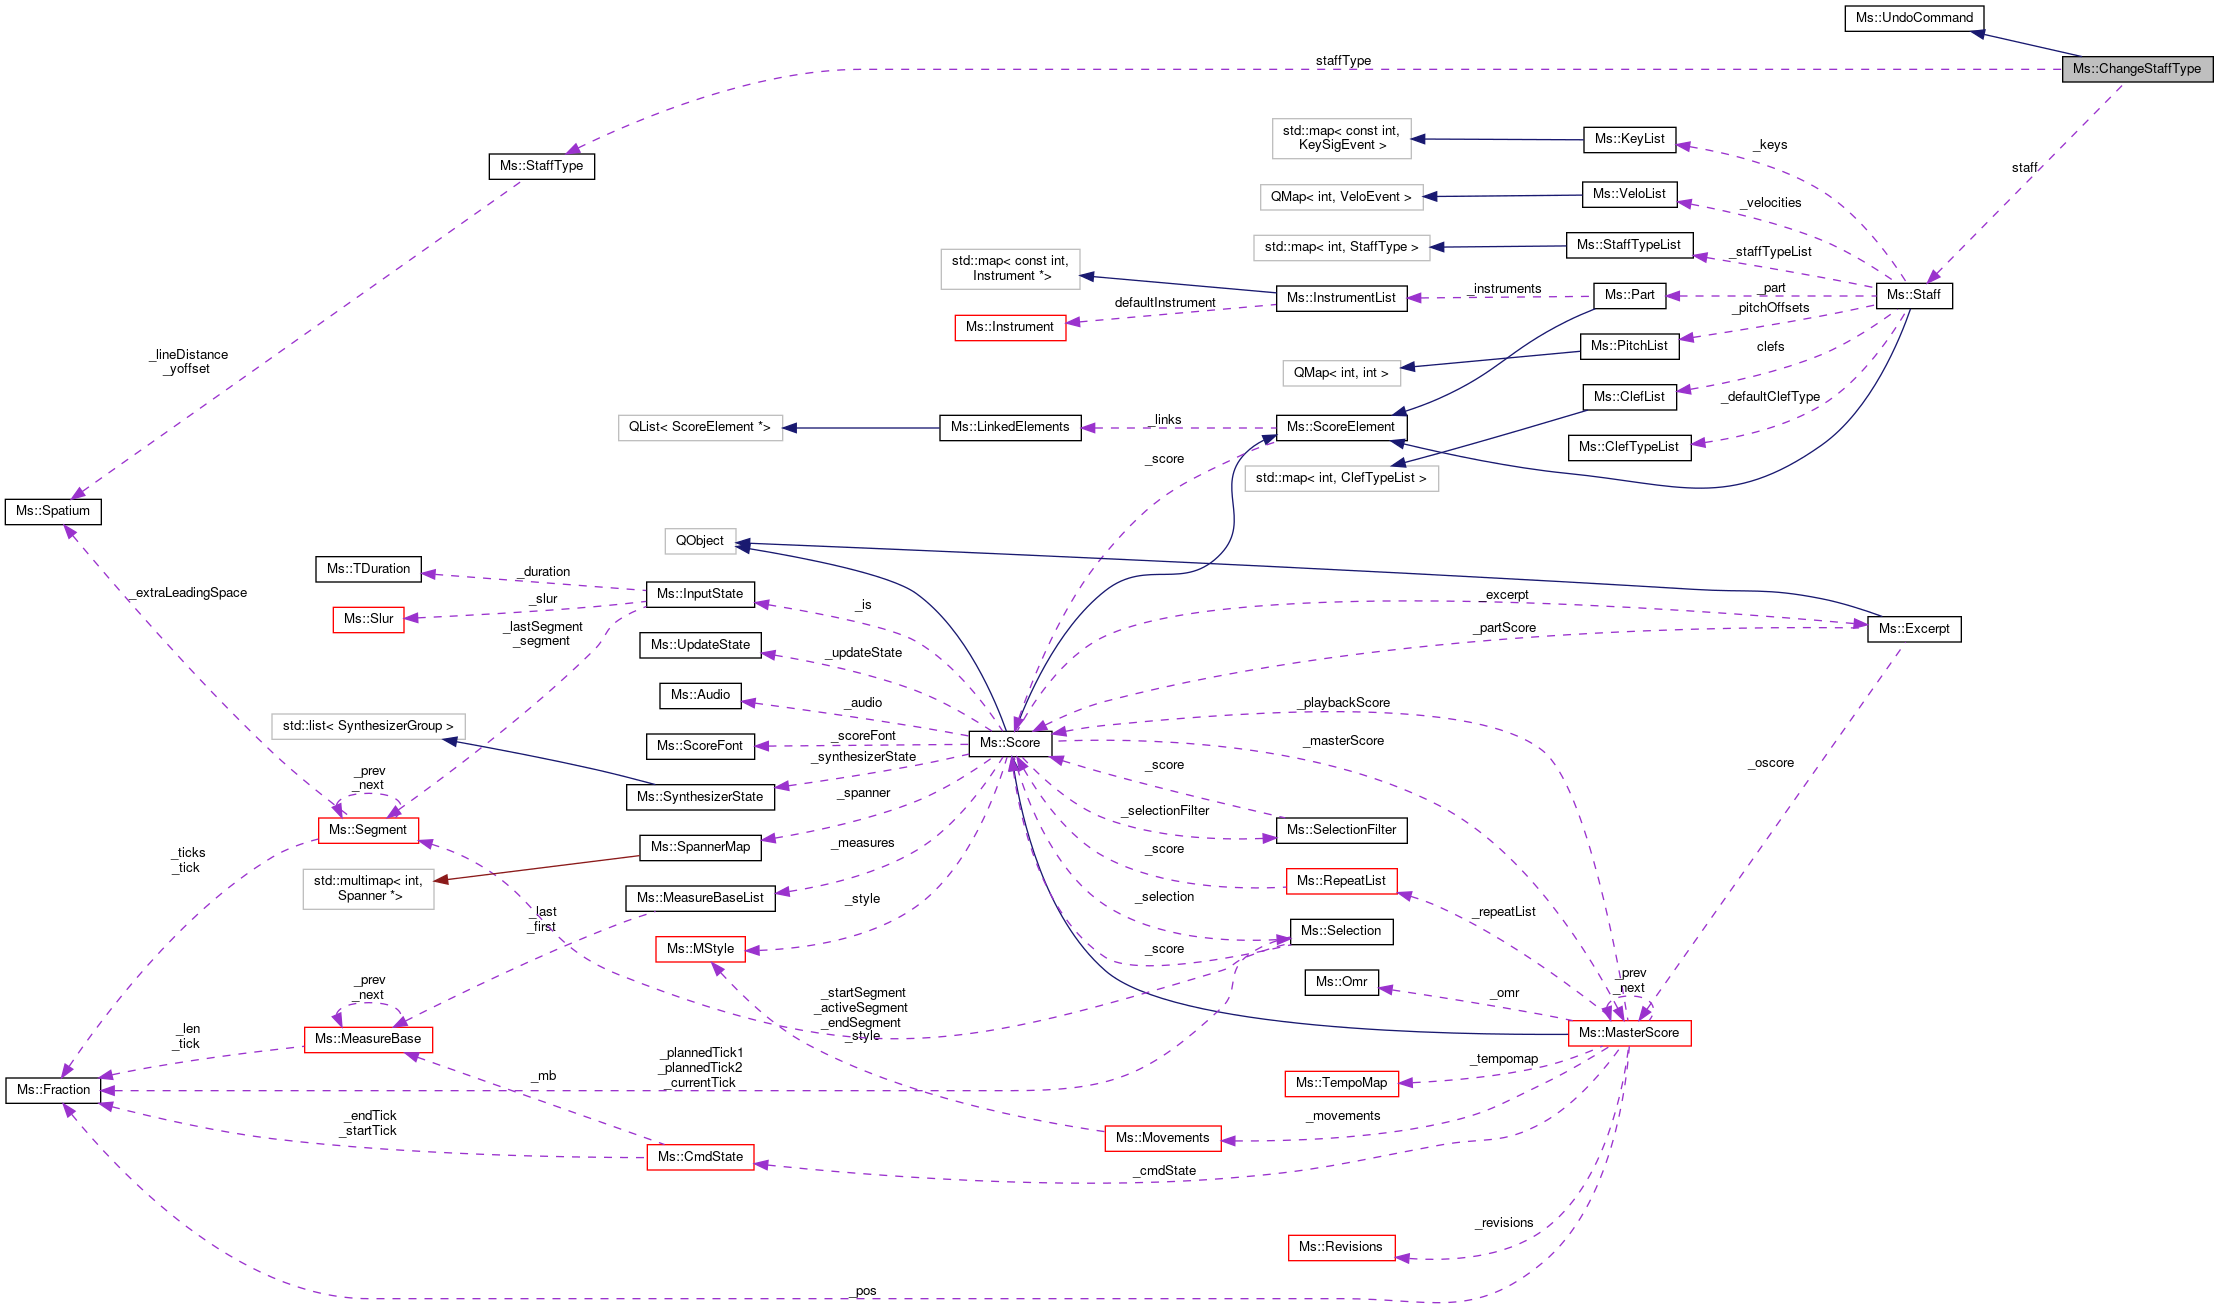 Ms::UndoCommand
staffType
Ms::ChangeStaffType
std::map< const int,
KeySigEvent >
Ms::KeyList
_keys
Ms::StaffType
staff
QMap< int, VeloEvent >
Ms::VeloList
_velocities
std::map< int, StaffType >
Ms::StaffTypeList
_staffTypeList
std::map< const int,
Instrument *>
Ms::InstrumentList
_instruments
Ms::Part
_part
Ms::Staff
defaultInstrument
Ms::Instrument
_pitchOffsets
Ms::PitchList
clefs
_lineDistance
_yoffset
QMap< int, int >
Ms::ClefList
_defaultClefType
QList< ScoreElement *>
Ms::LinkedElements
_links
Ms::ScoreElement
Ms::ClefTypeList
_score
std::map< int, ClefTypeList >
Ms::Spatium
QObject
Ms::TDuration
_duration
_extraLeadingSpace
_slur
Ms::InputState
_is
_excerpt
Ms::Slur
_lastSegment
_segment
_partScore
Ms::Excerpt
Ms::UpdateState
_updateState
Ms::Audio
_audio
_playbackScore
std::list< SynthesizerGroup >
_scoreFont
Ms::ScoreFont
Ms::Score
_masterScore
_synthesizerState
_score
_oscore
_prev
_next
Ms::SynthesizerState
_spanner
_selectionFilter
Ms::Segment
Ms::SelectionFilter
Ms::SpannerMap
_measures
_score
_ticks
_tick
std::multimap< int,
Spanner *>
Ms::RepeatList
Ms::MeasureBaseList
_style
_selection
_last
_first
_repeatList
Ms::Selection
Ms::MStyle
_score
_prev
_next
Ms::Omr
_prev
_next
_startSegment
_activeSegment
_endSegment
_style
_omr
_len
_tick
Ms::MeasureBase
Ms::MasterScore
_plannedTick1
_plannedTick2
_currentTick
_tempomap
_mb
Ms::TempoMap
Ms::Fraction
_endTick
_startTick
_movements
Ms::Movements
Ms::CmdState
_cmdState
_revisions
Ms::Revisions
_pos